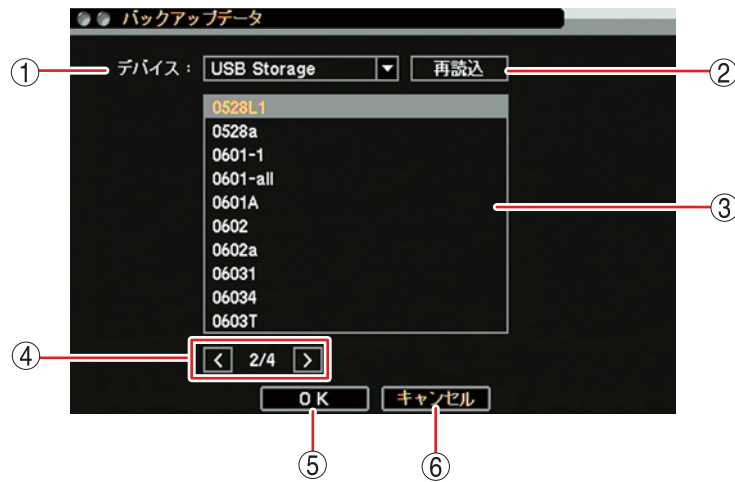 バックアップデータ
① デバイス： USB Storage 再読込 ②
0528L1
0528a
0601-1
0601-all
0601A
0602 ③
0602a
06031
06034
0603T
④ < 2/4 >
OK キャンセル
⑤ ⑥